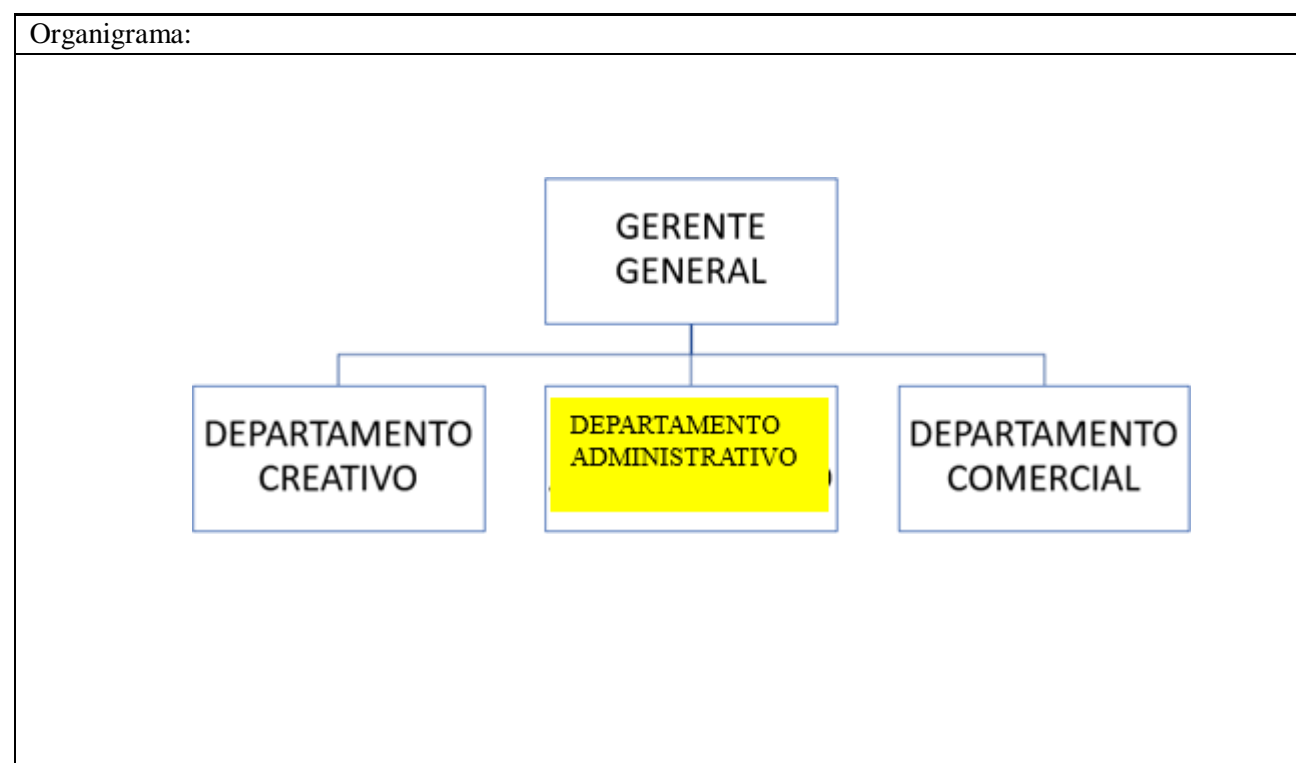 Organigrama:
GERENTE
GENERAL
DEPARTAMENTO
CREATIVO
DEPARTAMENTO
ADMINISTRATIVO
DEPARTAMENTO
COMERCIAL